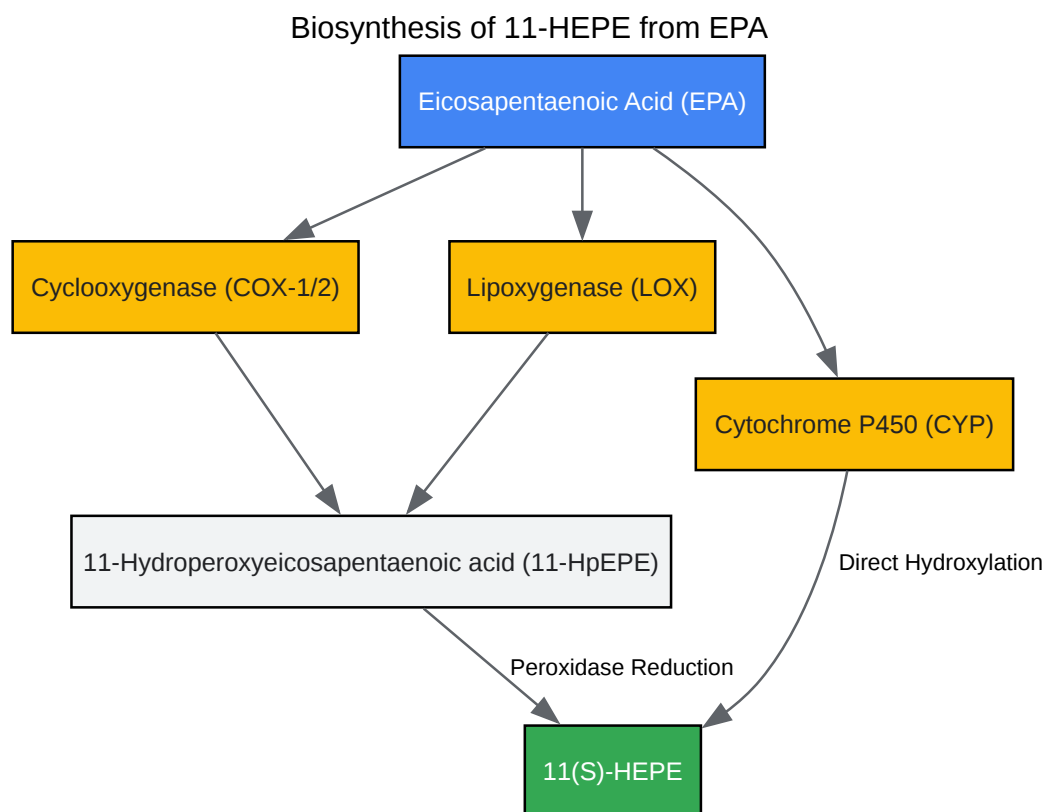 Biosynthesis of 11-HEPE from EPA
Eicosapentaenoic Acid (EPA)
Cyclooxygenase (COX-1/2)
Lipoxygenase (LOX)
Cytochrome P450 (CYP)
11-Hydroperoxyeicosapentaenoic acid (11-HpEPE)
Direct Hydroxylation
Peroxidase Reduction
11(S)-HEPE